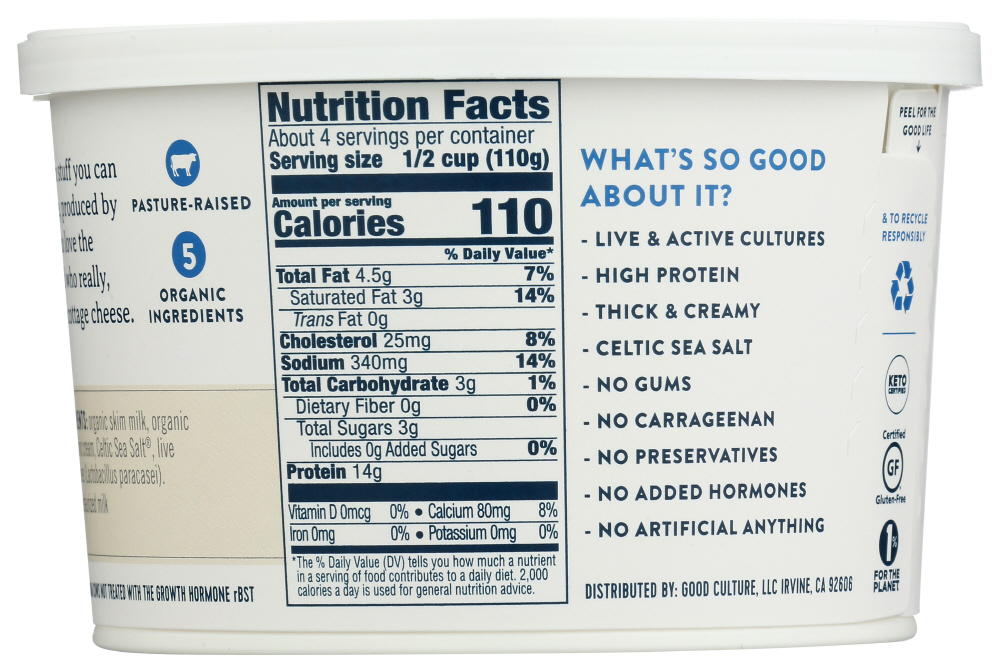 stuff you can
produced by
love the
who really,
cottage cheese.
PASTURE-RAISED
5
ORGANIC
INGREDIENTS
organic skim milk, organic
cream, Celtic Sea Salt®, live
(Lactobacillus paracasei).
milk
NOT TREATED WITH THE GROWTH HORMONE rBST
Nutrition Facts
About 4 servings per container
Serving size 1/2 cup (110g)
Amount per serving
Calories 110
% Daily Value*
Total Fat 4.5g 7%
Saturated Fat 3g 14%
Trans Fat 0g
Cholesterol 25mg 8%
Sodium 340mg 14%
Total Carbohydrate 3g 1%
Dietary Fiber 0g 0%
Total Sugars 3g
Includes 0g Added Sugars 0%
Protein 14g
Vitamin D 0mcg 0% • Calcium 80mg 8%
Iron 0mg 0% • Potassium 0mg 0%
*The % Daily Value (DV) tells you how much a nutrient
in a serving of food contributes to a daily diet. 2,000
calories a day is used for general nutrition advice.
WHAT'S SO GOOD
ABOUT IT?
- LIVE & ACTIVE CULTURES
- HIGH PROTEIN
- THICK & CREAMY
- CELTIC SEA SALT
- NO GUMS
- NO CARRAGEENAN
- NO PRESERVATIVES
- NO ADDED HORMONES
- NO ARTIFICIAL ANYTHING
DISTRIBUTED BY: GOOD CULTURE, LLC IRVINE, CA 92606
PEEL FOR THE
GOOD LIFE
& TO RECYCLE
RESPONSIBLY
KETO
CERTIFIED
Certified
GF
Gluten-Free
1%
FOR THE
PLANET